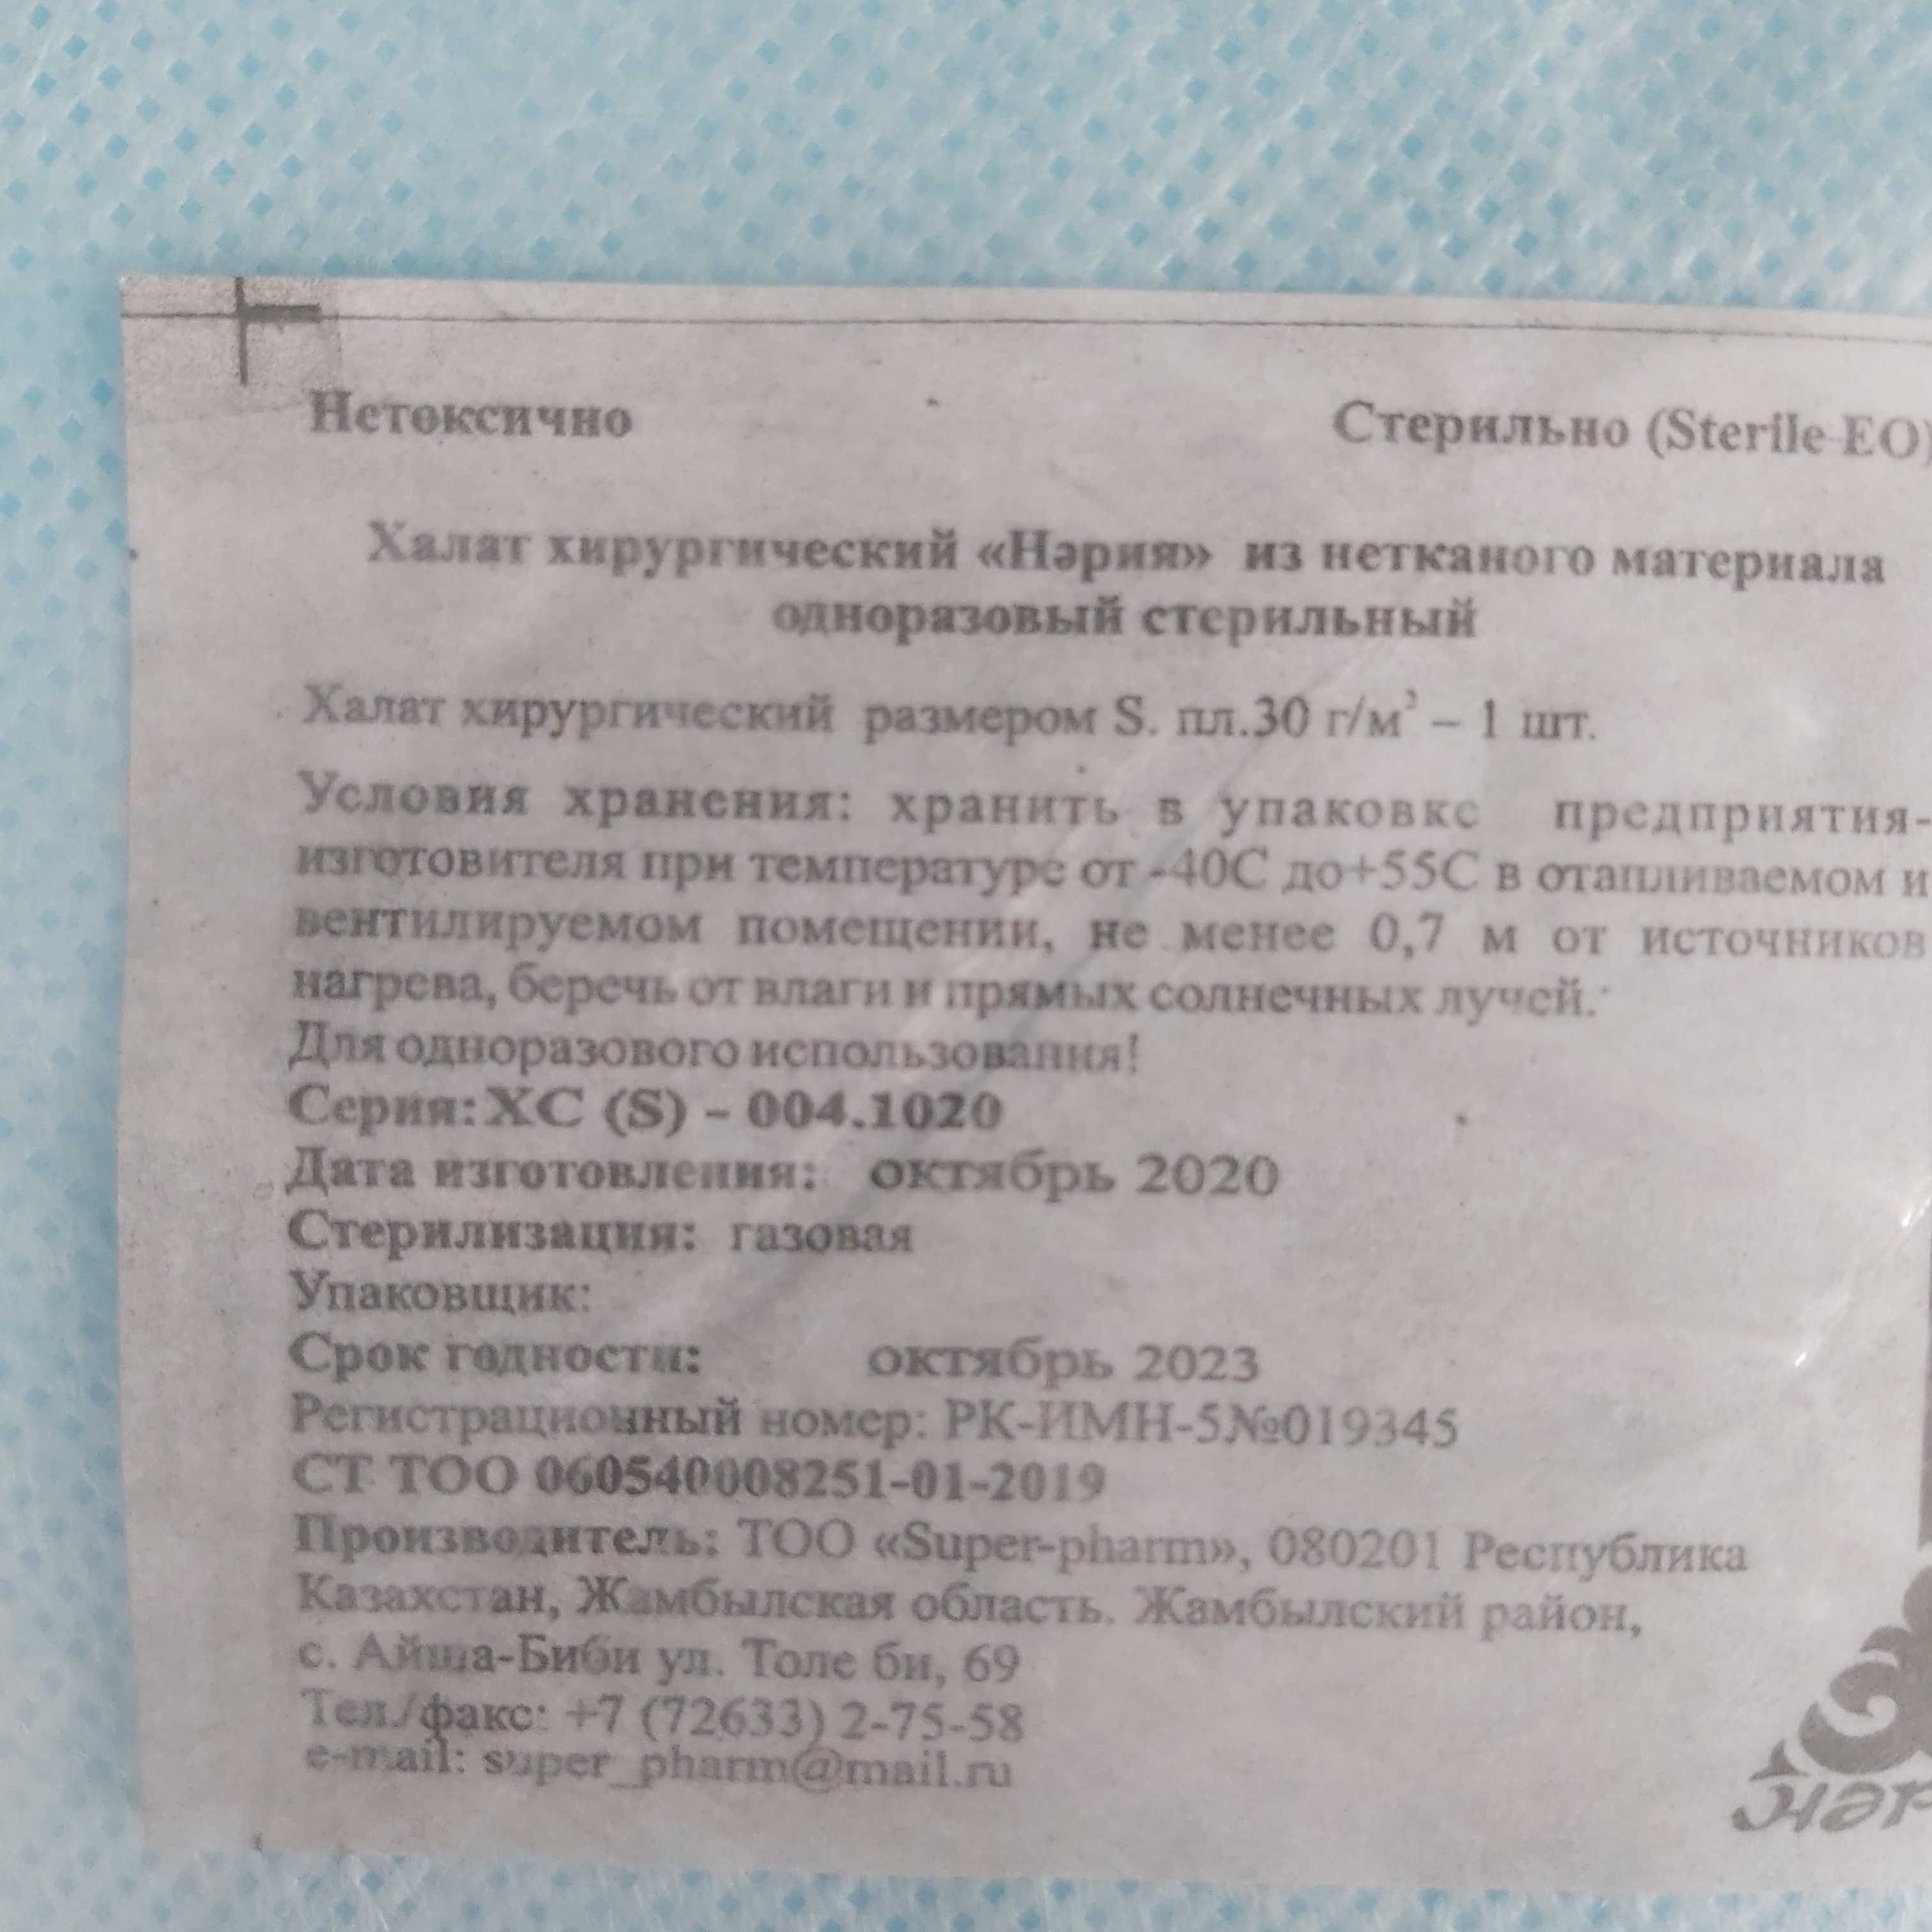 Нетоксично Стерильно (Sterile EO)
Халат хирургический «Нәрия» из нетканого материала
одноразовый стерильный
Халат хирургический размером S. пл.30 г/м² – 1 шт.
Условия хранения: хранить в упаковке предприятия-
изготовителя при температуре от -40С до+55С в отапливаемом и
вентилируемом помещении, не менее 0,7 м от источников
нагрева, беречь от влаги и прямых солнечных лучей.
Для одноразового использования!
Серия: ХС (S) – 004.1020
Дата изготовления: октябрь 2020
Стерилизация: газовая
Упаковщик:
Срок годности: октябрь 2023
Регистрационный номер: РК-ИМН-5№019345
СТ ТОО 060540008251-01-2019
Производитель: ТОО «Super-pharm», 080201 Республика
Казахстан, Жамбылская область. Жамбылский район,
с. Айша-Биби ул. Толе би, 69
Тел./факс: +7 (72633) 2-75-58
e-mail: super_pharm@mail.ru